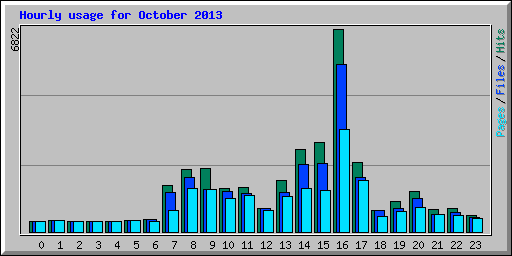 Hourly usage for October 2013
6822
Pages/Files/Hits
0 1 2 3 4 5 6 7 8 9 10 11 12 13 14 15 16 17 18 19 20 21 22 23